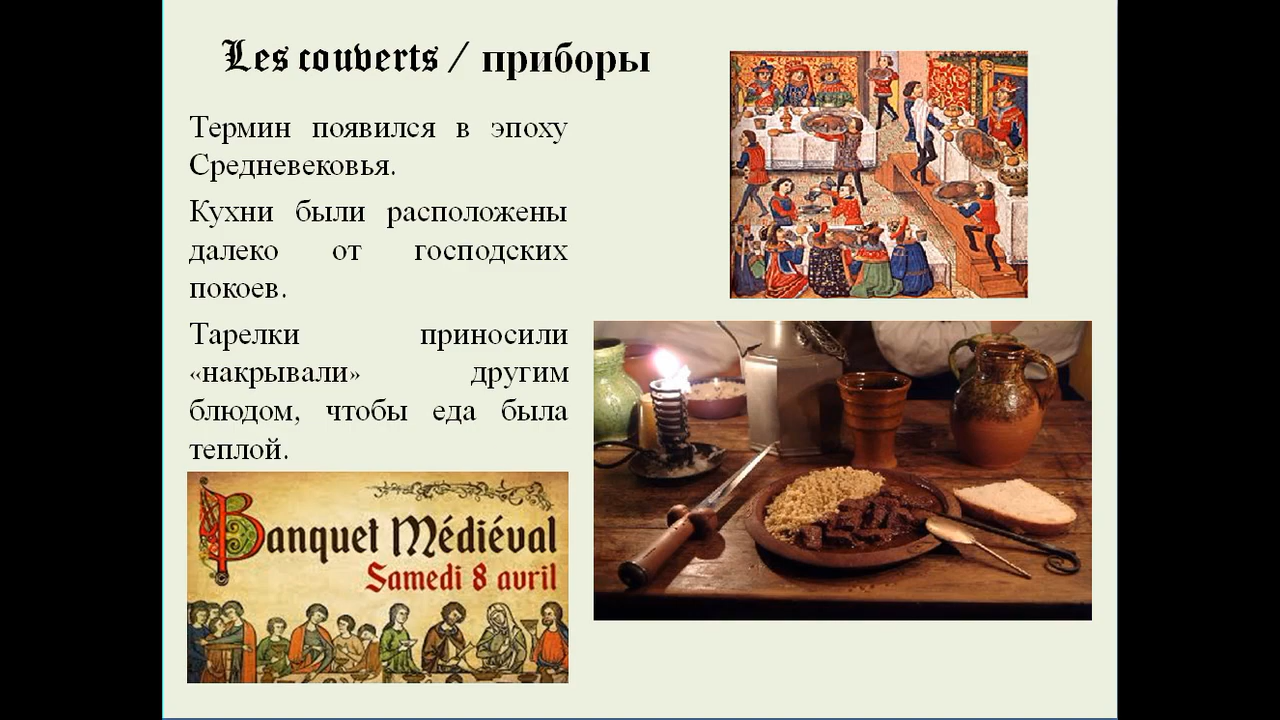 Les couverts / приборы
Термин появился в эпоху
Средневековья.
Кухни были расположены
далеко от господских
покоев.
Тарелки приносили
«накрывали» другим
блюдом, чтобы еда была
теплой.
Banquet Médiéval
Samedi 8 avril